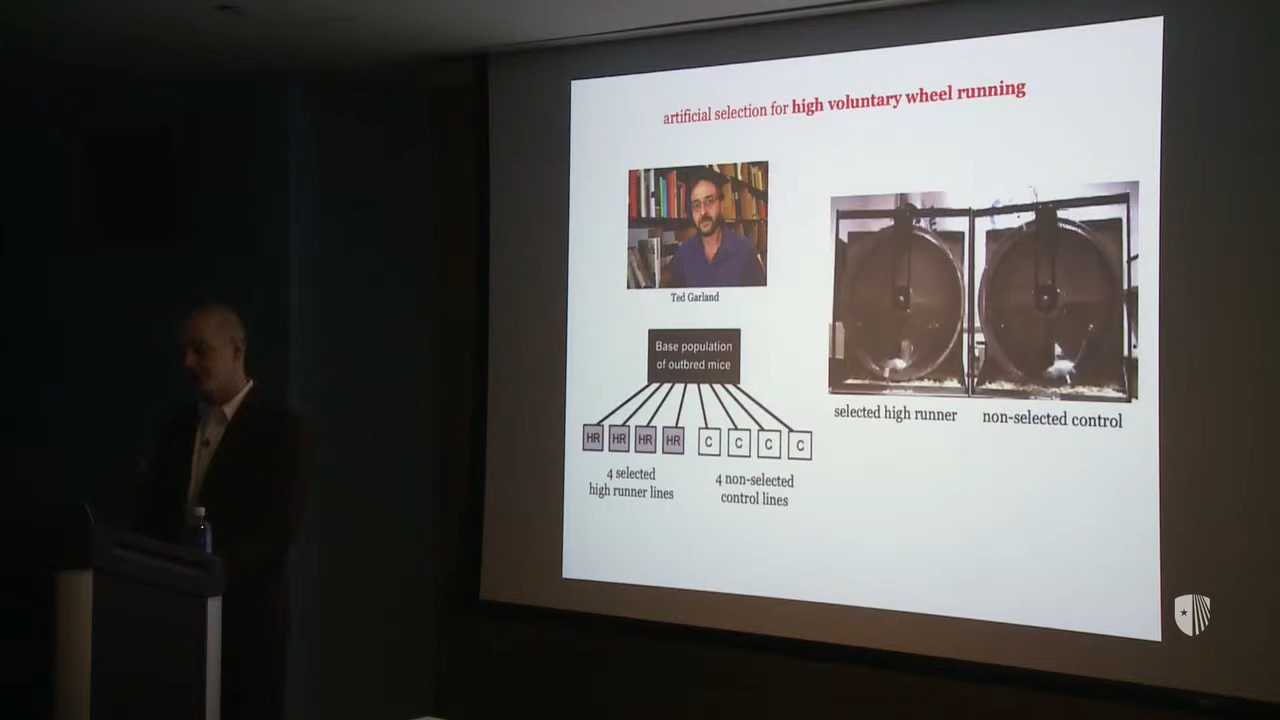 artificial selection for high voluntary wheel running
Ted Garland
Base population
of outbred mice
HR HR HR HR C C C C
4 selected
high runner lines
4 non-selected
control lines
selected high runner
non-selected control